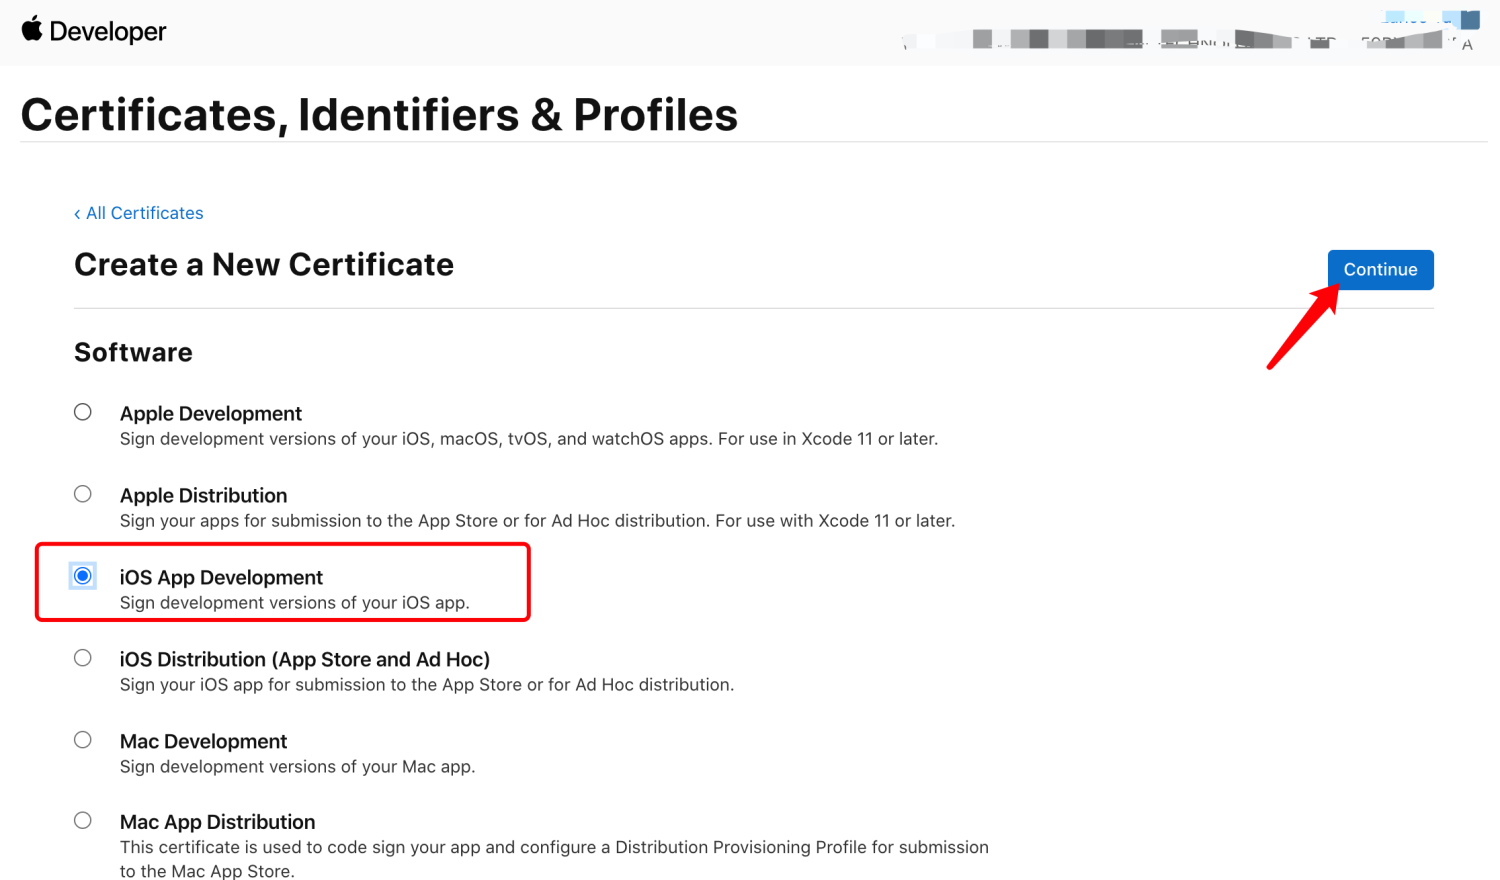 Developer
Certificates, Identifiers & Profiles
‹ All Certificates
Create a New Certificate
Continue
Software
Apple Development
Sign development versions of your iOS, macOS, tvOS, and watchOS apps. For use in Xcode 11 or later.
Apple Distribution
Sign your apps for submission to the App Store or for Ad Hoc distribution. For use with Xcode 11 or later.
iOS App Development
Sign development versions of your iOS app.
iOS Distribution (App Store and Ad Hoc)
Sign your iOS app for submission to the App Store or for Ad Hoc distribution.
Mac Development
Sign development versions of your Mac app.
Mac App Distribution
This certificate is used to code sign your app and configure a Distribution Provisioning Profile for submission
to the Mac App Store.